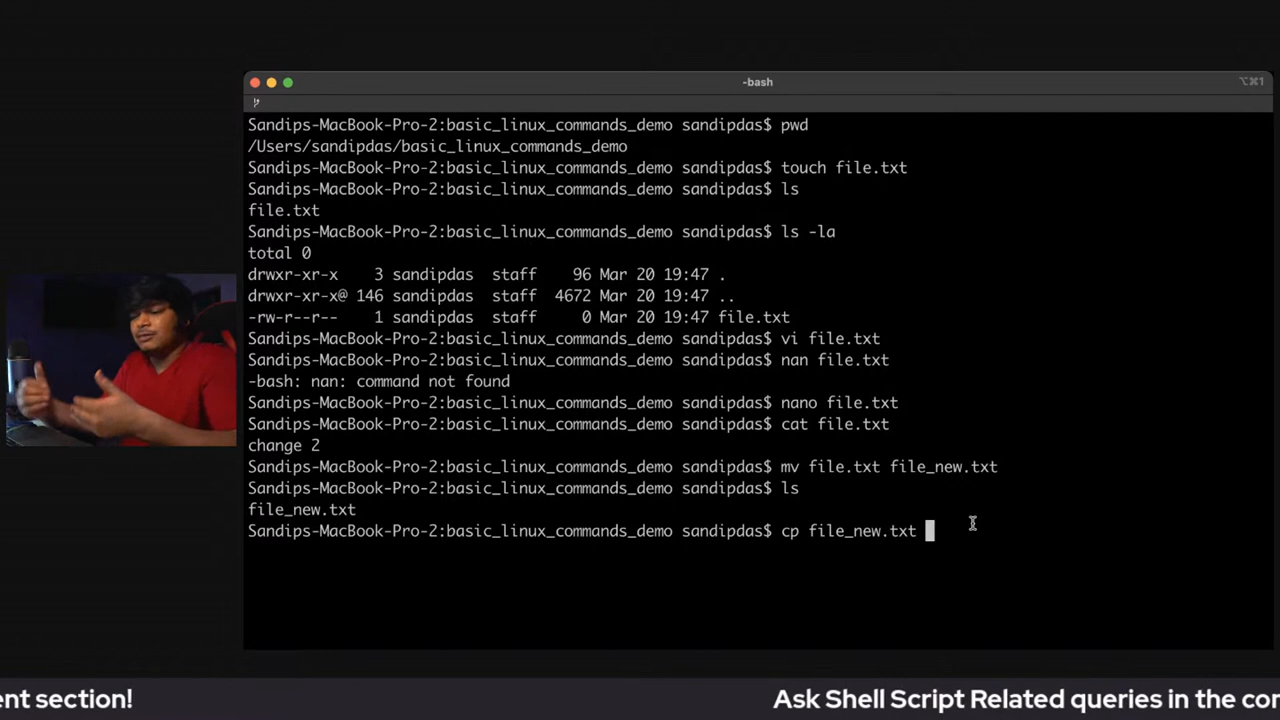 -bash
⌥⌘1
Sandips-MacBook-Pro-2:basic_linux_commands_demo sandipdas$ pwd
/Users/sandipdas/basic_linux_commands_demo
Sandips-MacBook-Pro-2:basic_linux_commands_demo sandipdas$ touch file.txt
Sandips-MacBook-Pro-2:basic_linux_commands_demo sandipdas$ ls
file.txt
Sandips-MacBook-Pro-2:basic_linux_commands_demo sandipdas$ ls -la
total 0
drwxr-xr-x    3 sandipdas  staff    96 Mar 20 19:47 .
drwxr-xr-x@ 146 sandipdas  staff  4672 Mar 20 19:47 ..
-rw-r--r--    1 sandipdas  staff     0 Mar 20 19:47 file.txt
Sandips-MacBook-Pro-2:basic_linux_commands_demo sandipdas$ vi file.txt
Sandips-MacBook-Pro-2:basic_linux_commands_demo sandipdas$ nan file.txt
-bash: nan: command not found
Sandips-MacBook-Pro-2:basic_linux_commands_demo sandipdas$ nano file.txt
Sandips-MacBook-Pro-2:basic_linux_commands_demo sandipdas$ cat file.txt
change 2
Sandips-MacBook-Pro-2:basic_linux_commands_demo sandipdas$ mv file.txt file_new.txt
Sandips-MacBook-Pro-2:basic_linux_commands_demo sandipdas$ ls
file_new.txt
Sandips-MacBook-Pro-2:basic_linux_commands_demo sandipdas$ cp file_new.txt
ent section!
Ask Shell Script Related queries in the con